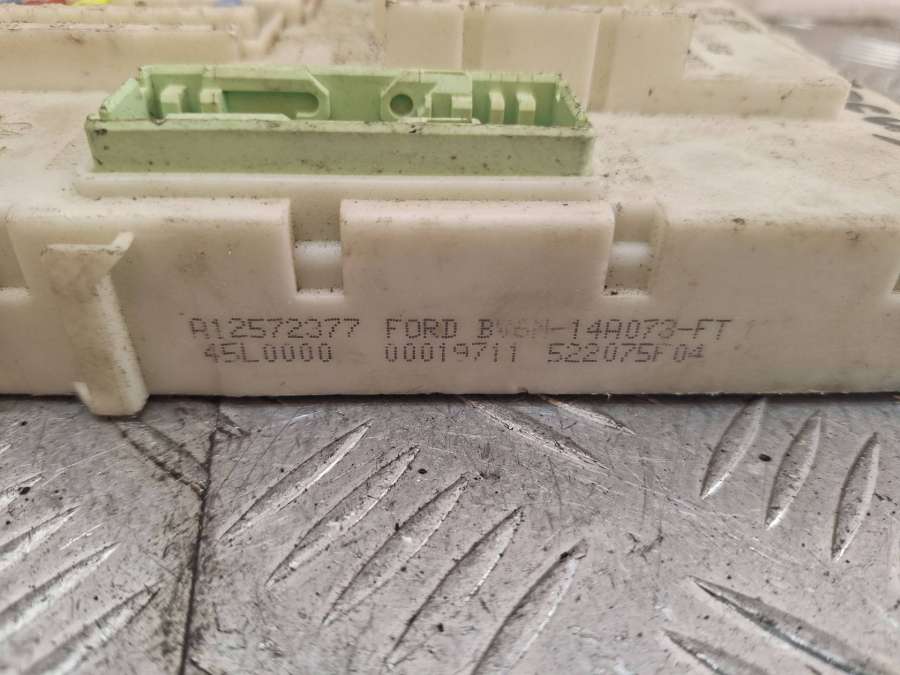 A12572377 FORD BV6N-14A073-FT
45L0000 00019711 522075F04